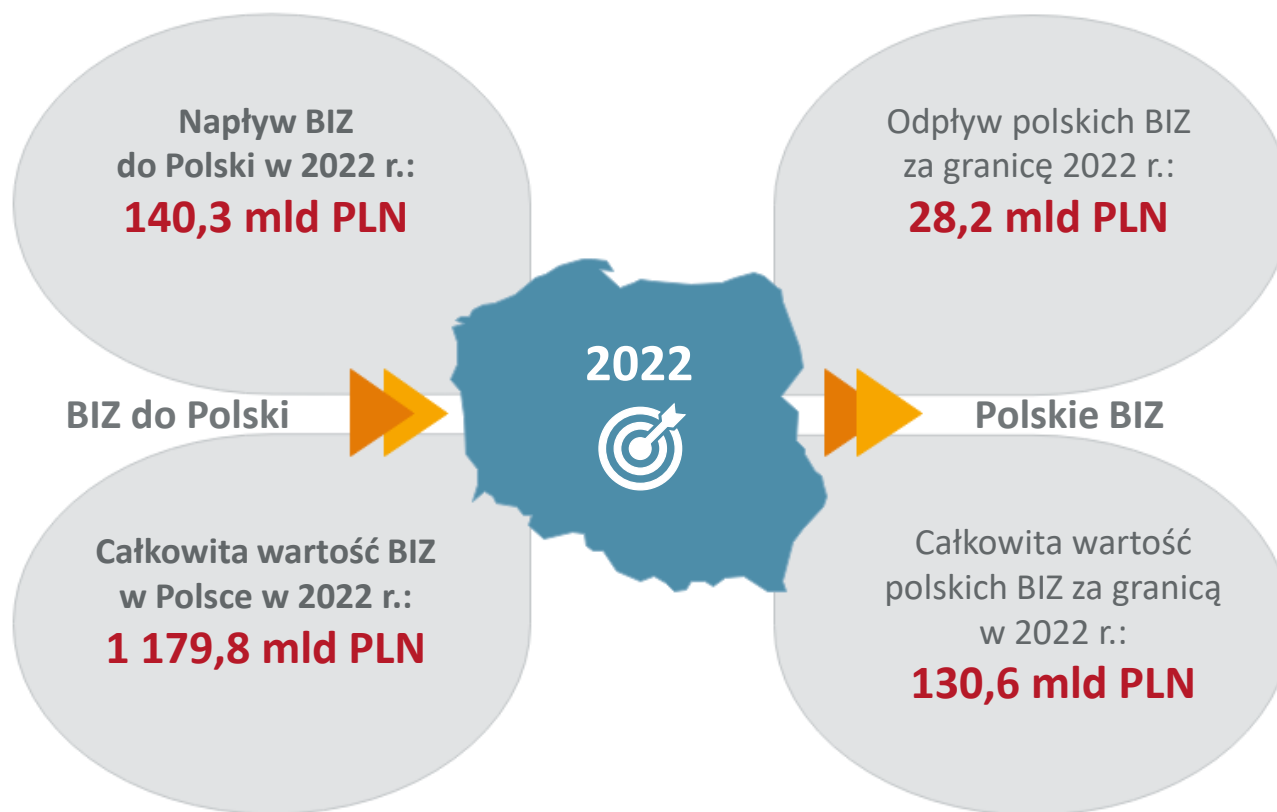 Napływ BIZ
do Polski w 2022 r.:
140,3 mld PLN
Odpływ polskich BIZ
za granicę 2022 r.:
28,2 mld PLN
2022
BIZ do Polski
Polskie BIZ
Całkowita wartość BIZ
w Polsce w 2022 r.:
1 179,8 mld PLN
Całkowita wartość
polskich BIZ za granicą
w 2022 r.:
130,6 mld PLN